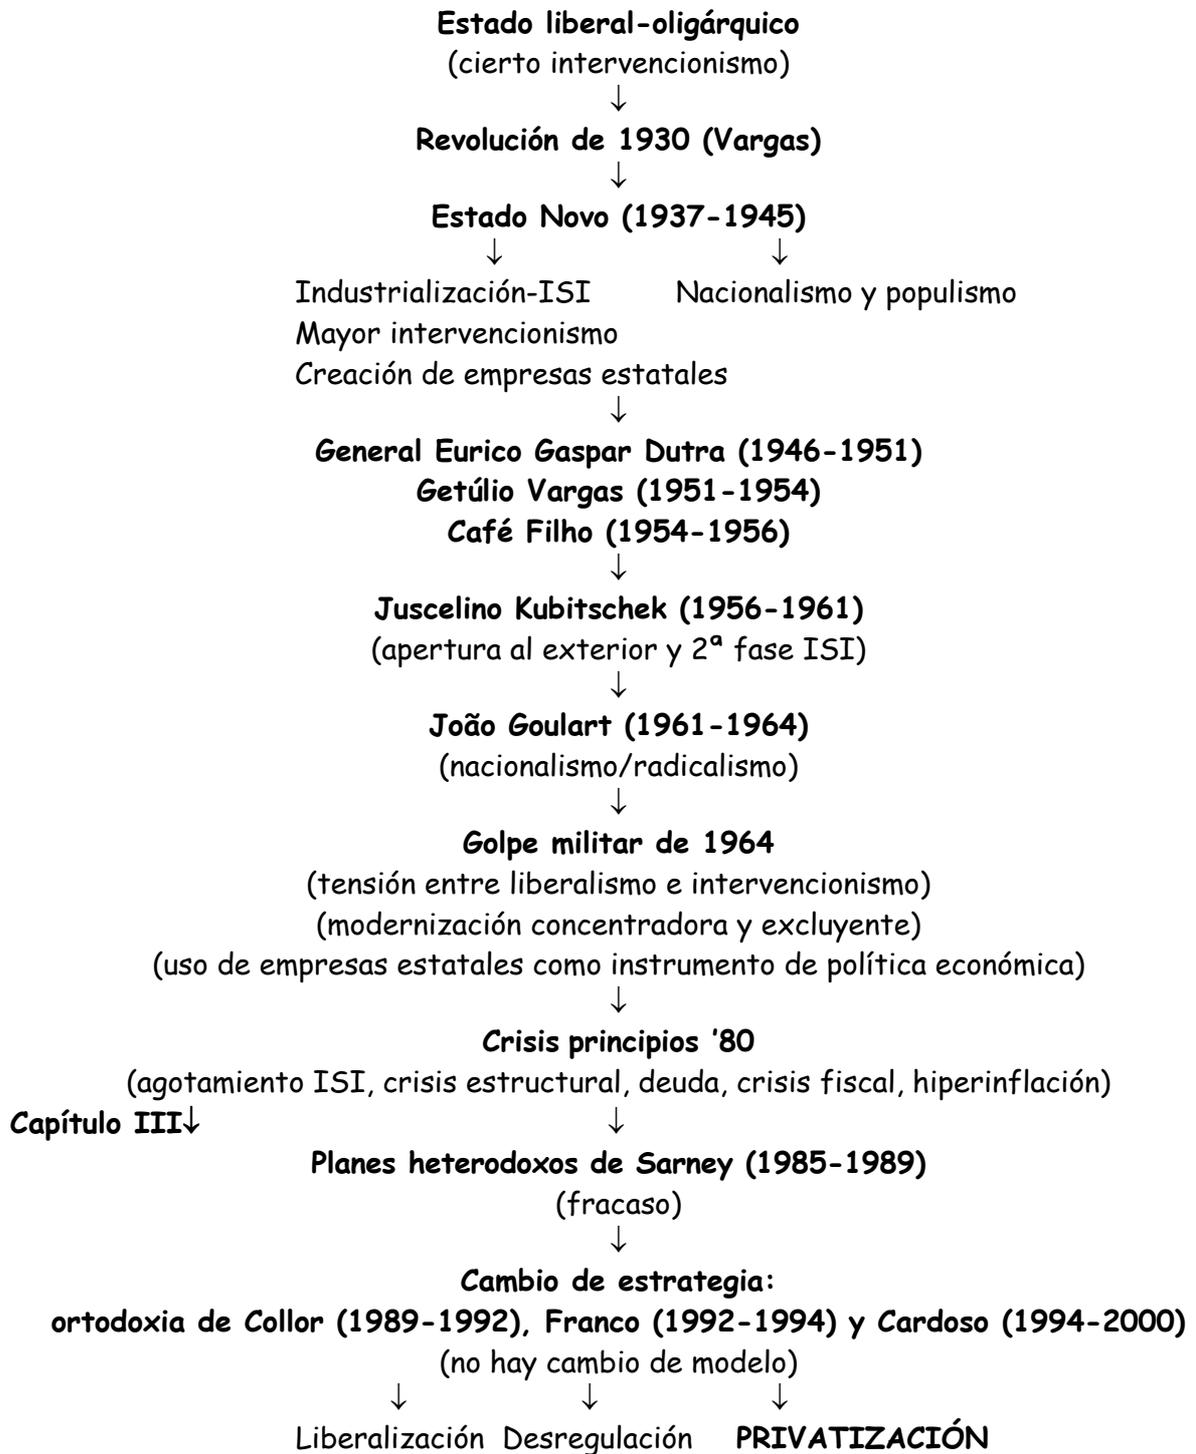 Estado liberal-oligárquico
(cierto intervencionismo)
↓
Revolución de 1930 (Vargas)
↓
Estado Novo (1937-1945)
↓ ↓
Industrialización-ISI Nacionalismo y populismo
Mayor intervencionismo
Creación de empresas estatales
↓
General Eurico Gaspar Dutra (1946-1951)
Getúlio Vargas (1951-1954)
Café Filho (1954-1956)
↓
Juscelino Kubitschek (1956-1961)
(apertura al exterior y 2ª fase ISI)
↓
João Goulart (1961-1964)
(nacionalismo/radicalismo)
↓
Golpe militar de 1964
(tensión entre liberalismo e intervencionismo)
(modernización concentradora y excluyente)
(uso de empresas estatales como instrumento de política económica)
↓
Crisis principios '80
(agotamiento ISI, crisis estructural, deuda, crisis fiscal, hiperinflación)
Capítulo III↓ ↓
Planes heterodoxos de Sarney (1985-1989)
(fracaso)
↓
Cambio de estrategia:
ortodoxia de Collor (1989-1992), Franco (1992-1994) y Cardoso (1994-2000)
(no hay cambio de modelo)
↓ ↓ ↓
Liberalización Desregulación PRIVATIZACIÓN